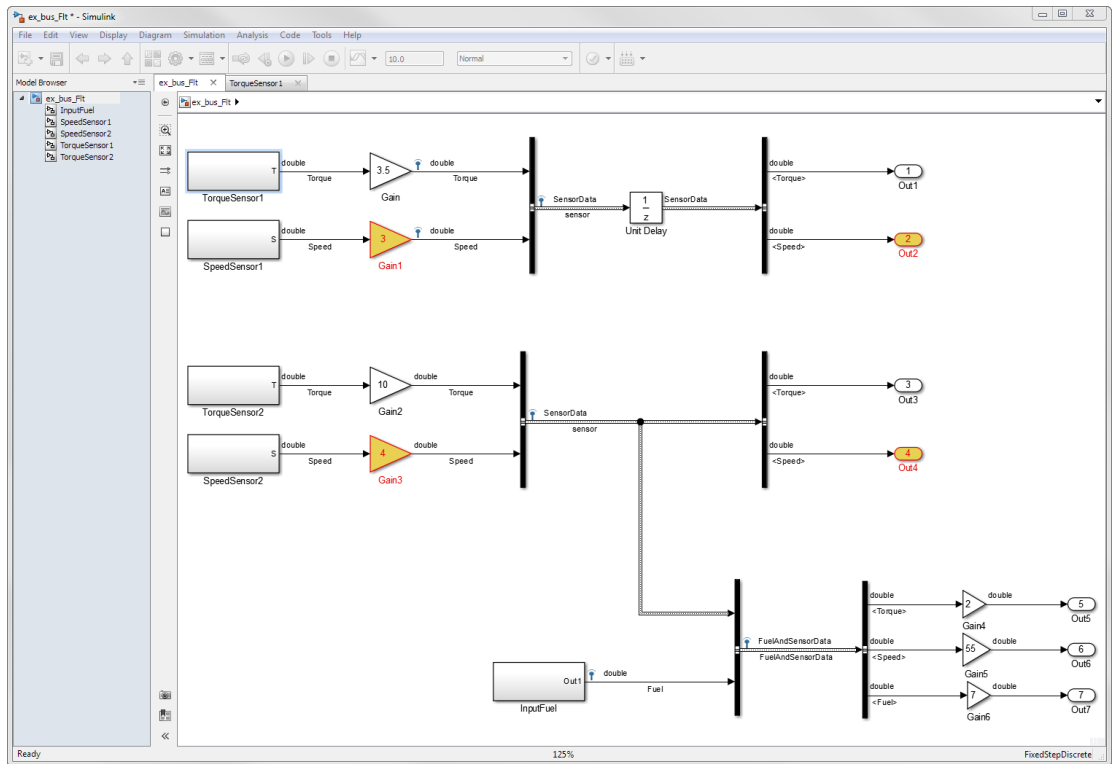 ex_bus_Flt * - Simulink
File Edit View Display Diagram Simulation Analysis Code Tools Help
10.0 Normal
Model Browser
ex_bus_Flt
InputFuel
SpeedSensor1
SpeedSensor2
TorqueSensor1
TorqueSensor2
ex_bus_Flt TorqueSensor1
ex_bus_Flt
T double Torque 3.5 double Torque
TorqueSensor1 Gain
S double Speed 3 double Speed
SpeedSensor1 Gain1
SensorData sensor 1 z SensorData
Unit Delay
double <Torque> 1
Out1
double <Speed> 2
Out2
T double Torque 10 double Torque
TorqueSensor2 Gain2
S double Speed 4 double Speed
SpeedSensor2 Gain3
SensorData
sensor
double <Torque> 3
Out3
double <Speed> 4
Out4
Out1 double Fuel
InputFuel
FuelAndSensorData
FuelAndSensorData
double <Torque> 2 double 5
Gain4 Out5
double <Speed> 55 double 6
Gain5 Out6
double <Fuel> 7 double 7
Gain6 Out7
Ready 125% FixedStepDiscrete